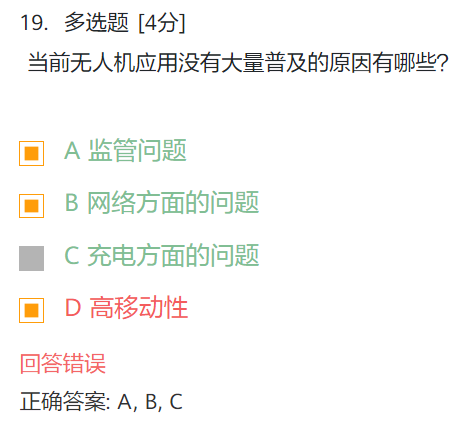 19. 多选题 [4分]
当前无人机应用没有大量普及的原因有哪些?
A 监管问题
B 网络方面的问题
C 充电方面的问题
D 高移动性
回答错误
正确答案: A, B, C